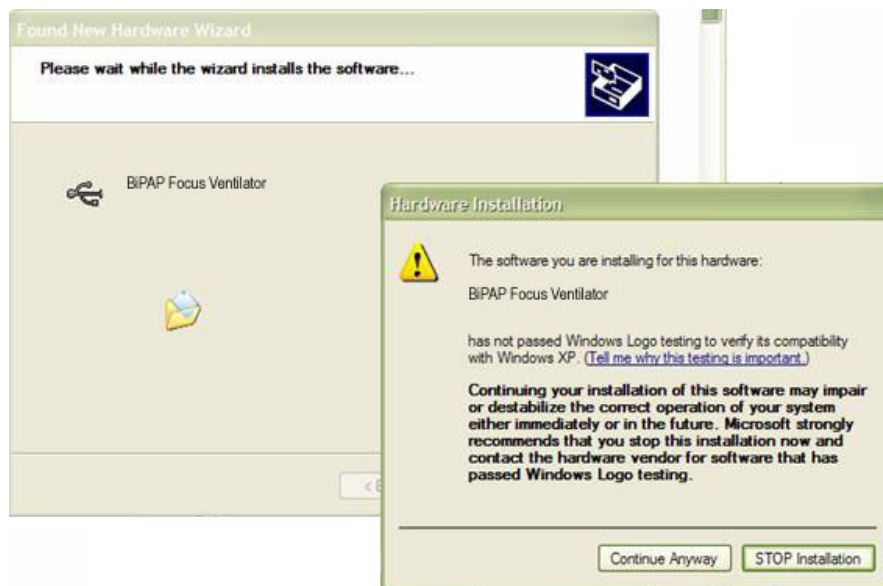 Found New Hardware Wizard
Please wait while the wizard installs the software...
BiPAP Focus Ventilator
Hardware Installation
The software you are installing for this hardware:
BiPAP Focus Ventilator
has not passed Windows Logo testing to verify its compatibility
with Windows XP. (Tell me why this testing is important.)
Continuing your installation of this software may impair
or destabilize the correct operation of your system
either immediately or in the future. Microsoft strongly
recommends that you stop this installation now and
contact the hardware vendor for software that has
passed Windows Logo testing.
Continue Anyway
STOP Installation